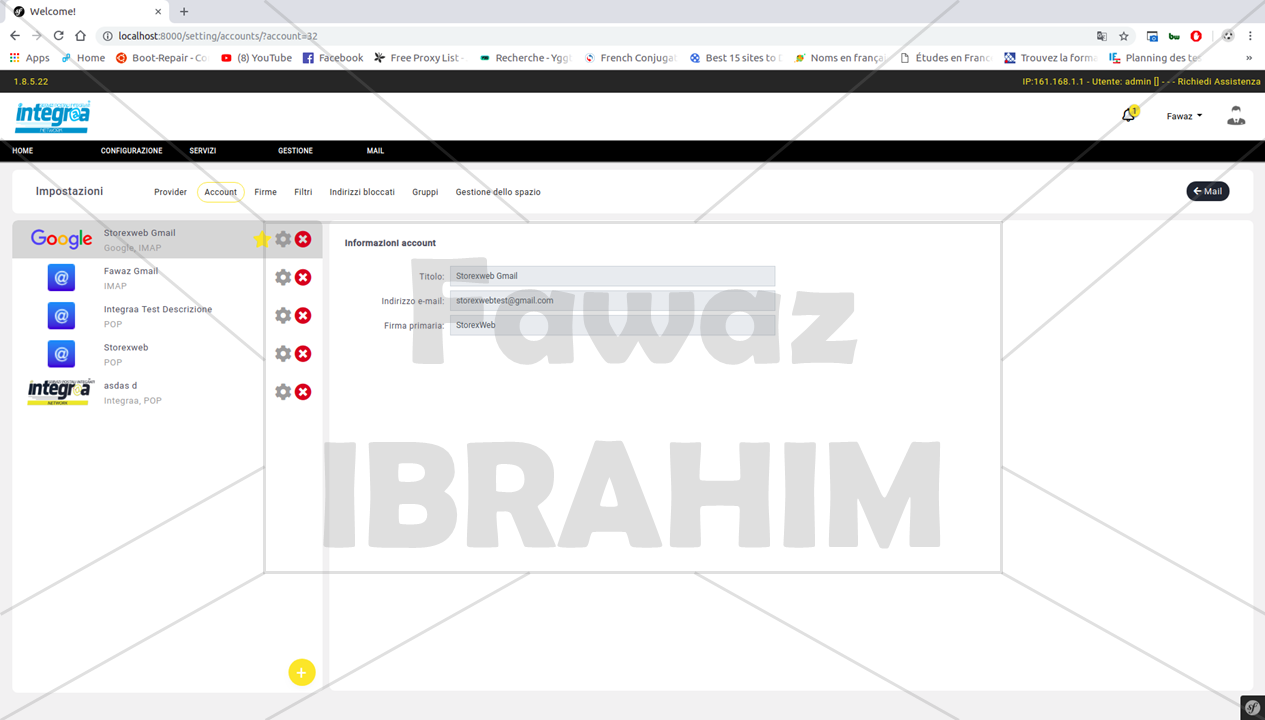 Welcome!
localhost:8000/setting/accounts/?account=32
Apps Home Boot-Repair - Co (8) YouTube Facebook Free Proxy List - Recherche - Ygg French Conjugat Best 15 sites to D Noms en françai Études en Franc Trouvez la forma Planning des tes »
1.8.5.22
IP:161.168.1.1 - Utente: admin [] - - - Richiedi Assistenza
integraa
NETWORK
1
Fawaz
HOME CONFIGURAZIONE SERVIZI GESTIONE MAIL
Impostazioni Provider Account Firme Filtri Indirizzi bloccati Gruppi Gestione dello spazio Mail
Google
Storexweb Gmail
Google, IMAP
@
Fawaz Gmail
IMAP
@
Integraa Test Descrizione
POP
@
Storexweb
POP
integraa
NETWORK
asdas d
Integraa, POP
Informazioni account
Titolo: Storexweb Gmail
Indirizzo e-mail: storexwebtest@gmail.com
Firma primaria: StorexWeb
Fawaz
IBRAHIM